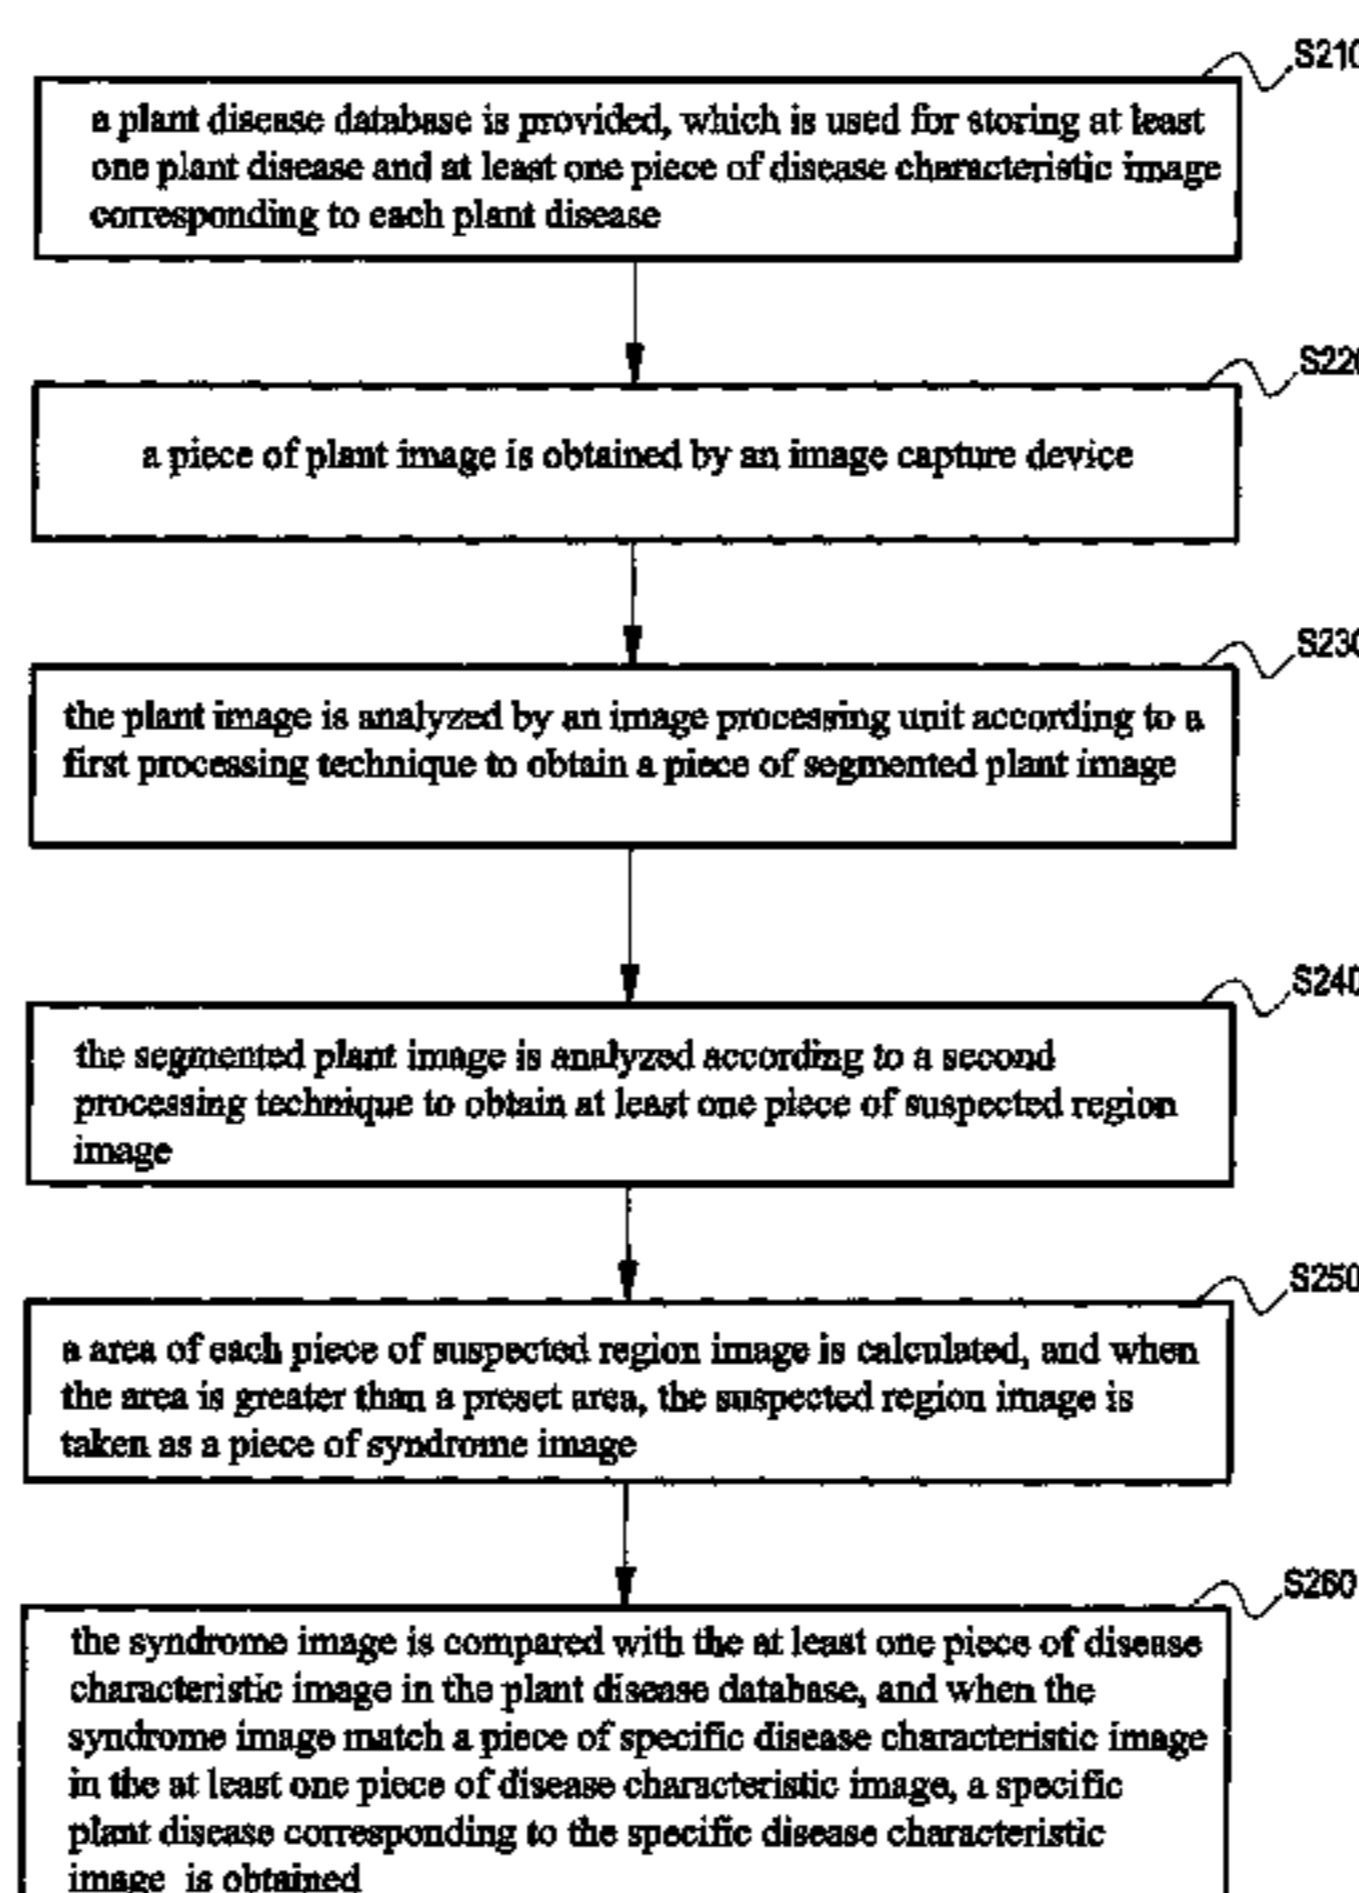 S210
a plant disease database is provided, which is used for storing at least
one plant disease and at least one piece of disease characteristic image
corresponding to each plant disease
S220
a piece of plant image is obtained by an image capture device
S230
the plant image is analyzed by an image processing unit according to a
first processing technique to obtain a piece of segmented plant image
S240
the segmented plant image is analyzed according to a second
processing technique to obtain at least one piece of suspected region
image
S250
a area of each piece of suspected region image is calculated, and when
the area is greater than a preset area, the suspected region image is
taken as a piece of syndrome image
S260
the syndrome image is compared with the at least one piece of disease
characteristic image in the plant disease database, and when the
syndrome image match a piece of specific disease characteristic image
in the at least one piece of disease characteristic image, a specific
plant disease corresponding to the specific disease characteristic
image is obtained